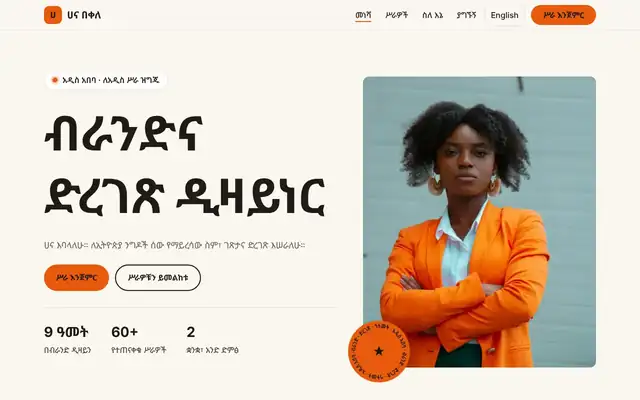 ሀ ሀና በቀለ
መነሻ ሥራዎች ስለ እኔ ያግኙኝ English ሥራ እንጀምር
አዲስ አበባ · ለአዲስ ሥራ ዝግጁ
ብራንድና
ድረገጽ ዲዛይነር
ሀና እባላለሁ። ለኢትዮጵያ ንግዶች ሰው የማይረሳው ስም፣ ገጽታና ድረገጽ እሠራለሁ።
ሥራ እንጀምር ሥራዎቼን ይመልከቱ
9 ዓመት 60+ 2
በብራንድ ዲዛይን የተጠናቀቁ ሥራዎች ቋንቋ፣ አንድ ድምፅ